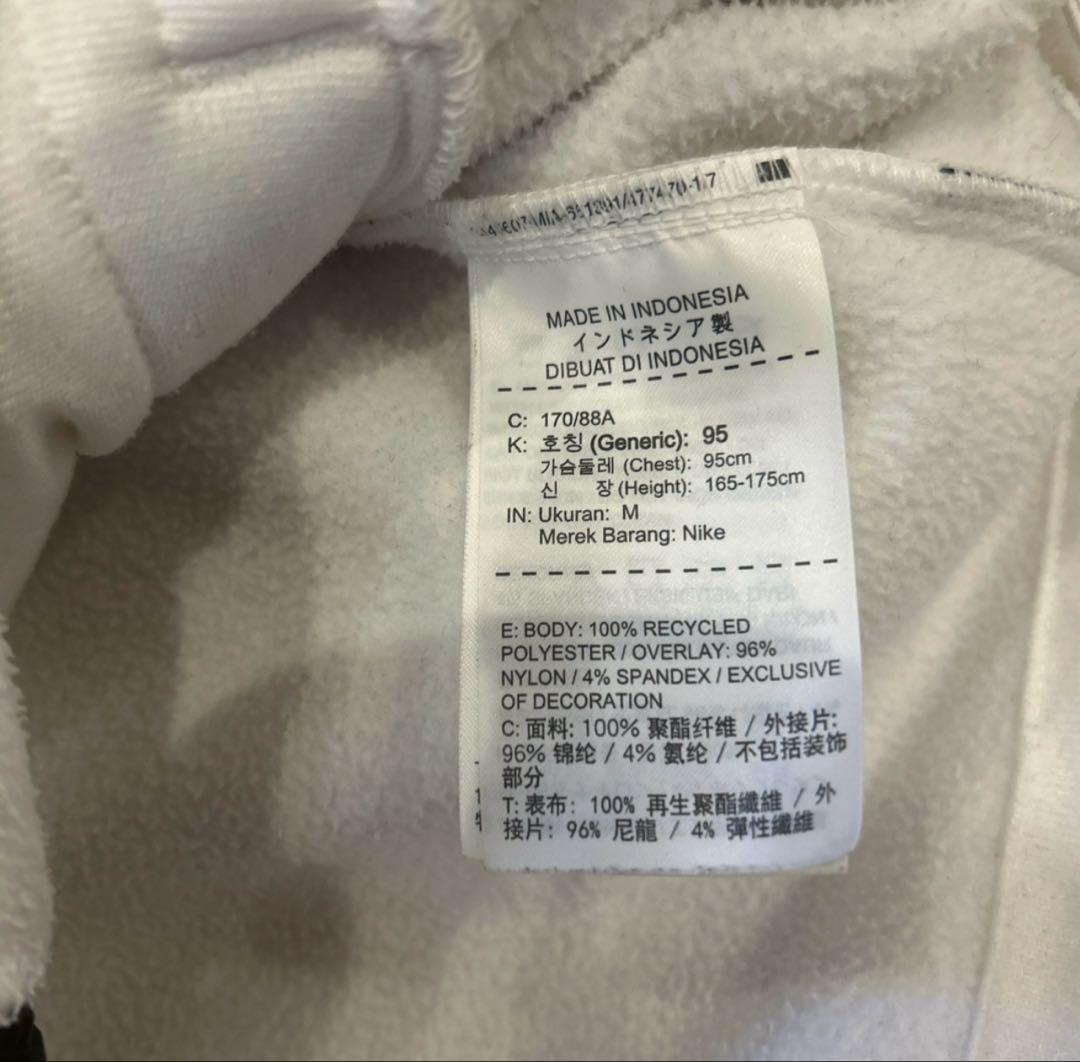 MADE IN INDONESIA
インドネシア製
DIBUAT DI INDONESIA
C: 170/88A
K: 호칭 (Generic): 95
가슴둘레 (Chest): 95cm
신 장 (Height): 165-175cm
IN: Ukuran: M
Merek Barang: Nike
E: BODY: 100% RECYCLED
POLYESTER / OVERLAY: 96%
NYLON / 4% SPANDEX / EXCLUSIVE
OF DECORATION
C: 面料: 100% 聚酯纤维 / 外接片:
96% 锦纶 / 4% 氨纶 / 不包括装饰
部分
T: 表布: 100% 再生聚酯纖維 / 外
接片: 96% 尼龍 / 4% 彈性纖維